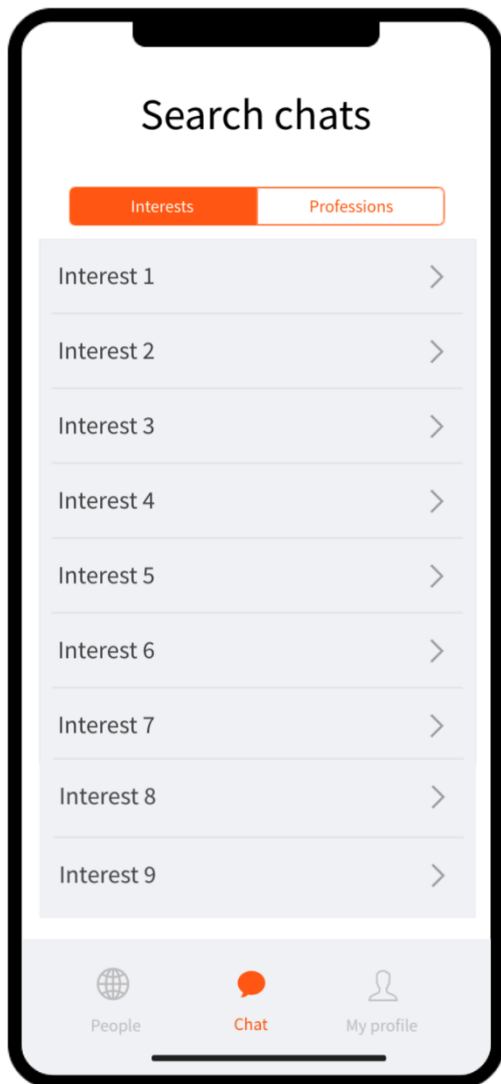 Search chats
Interests Professions
Interest 1
Interest 2
Interest 3
Interest 4
Interest 5
Interest 6
Interest 7
Interest 8
Interest 9
People Chat My profile